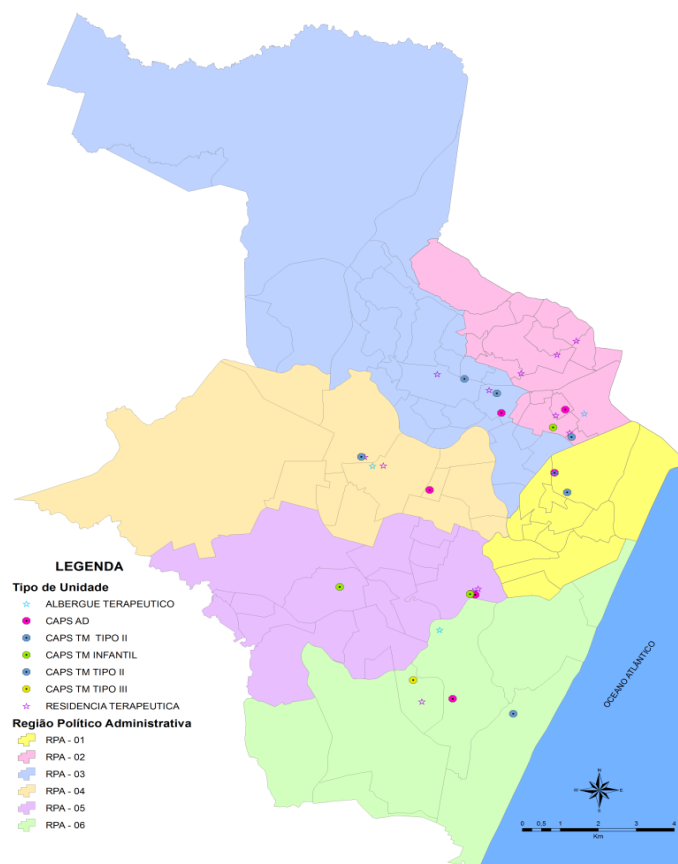 OCEANO ATLÂNTICO
LEGENDA
Tipo de Unidade
ALBERGUE TERAPEUTICO
CAPS AD
CAPS TM TIPO II
CAPS TM INFANTIL
CAPS TM TIPO II
CAPS TM TIPO III
RESIDENCIA TERAPEUTICA
Região Político Administrativa
RPA - 01
RPA - 02
RPA - 03
RPA - 04
RPA - 05
RPA - 06
N
W E
S
0 0,5 1 2 3 4
Km